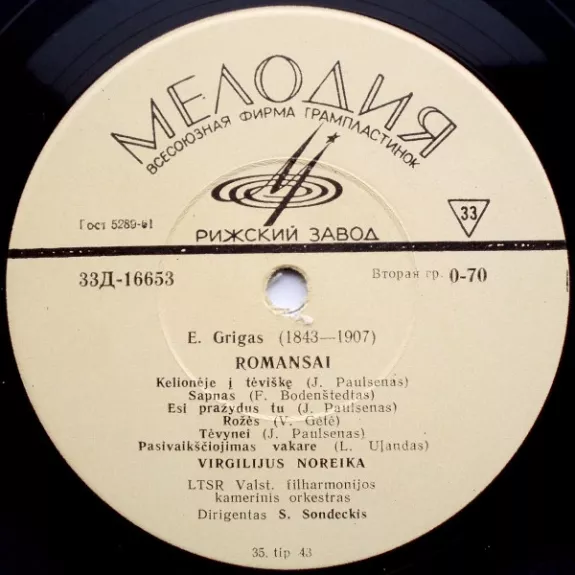 МЕЛОДИЯ
ВСЕСОЮЗНАЯ ФИРМА ГРАМПЛАСТИНОК
Гост 5289-61
33
РИЖСКИЙ ЗАВОД
33Д-16653
Вторая гр. 0-70
E. Grigas (1843—1907)
ROMANSAI
Kelionėje į tėviškę (J. Paulsenas)
Sapnas (F. Bodenštedtas)
Esi pražydus tu (J. Paulsenas)
Rožės (V. Gėtė)
Tėvynei (J. Paulsenas)
Pasivaikščiojimas vakare (L. Ulandas)
VIRGILIJUS NOREIKA
LTSR Valst. filharmonijos
kamerinis orkestras
Dirigentas S. Sondeckis
35. tip 43